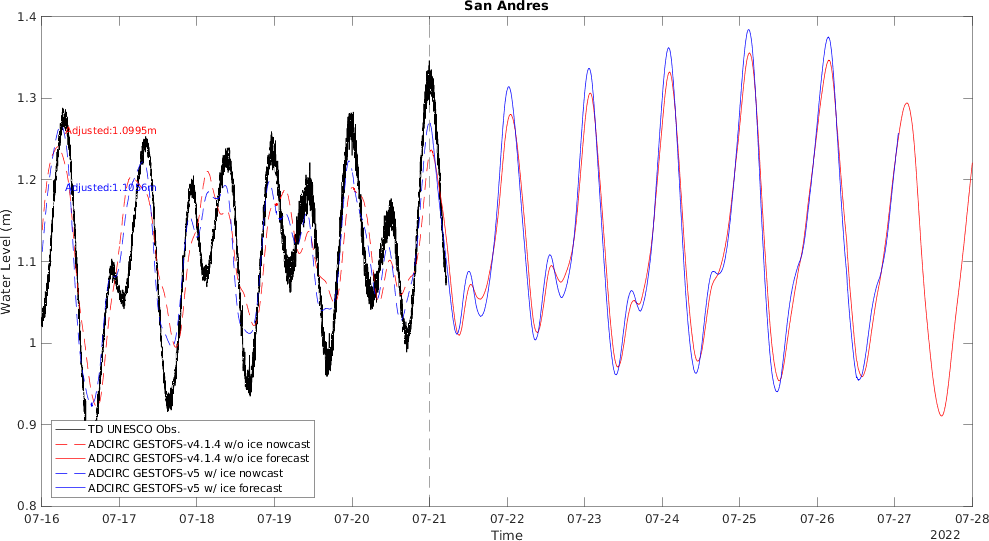 San Andres
1.4
1.3
1.2
1.1
1
0.9
0.8
Water Level (m)
Adjusted:1.0995m
TD UNESCO Obs.
ADCIRC GESTOFS-v4.1.4 w/o ice nowcast
ADCIRC GESTOFS-v4.1.4 w/o ice forecast
ADCIRC GESTOFS-v5 w/ ice nowcast
ADCIRC GESTOFS-v5 w/ ice forecast
07-16 07-17 07-18 07-19 07-20 07-21 07-22 07-23 07-24 07-25 07-26 07-27 07-28
Time
2022